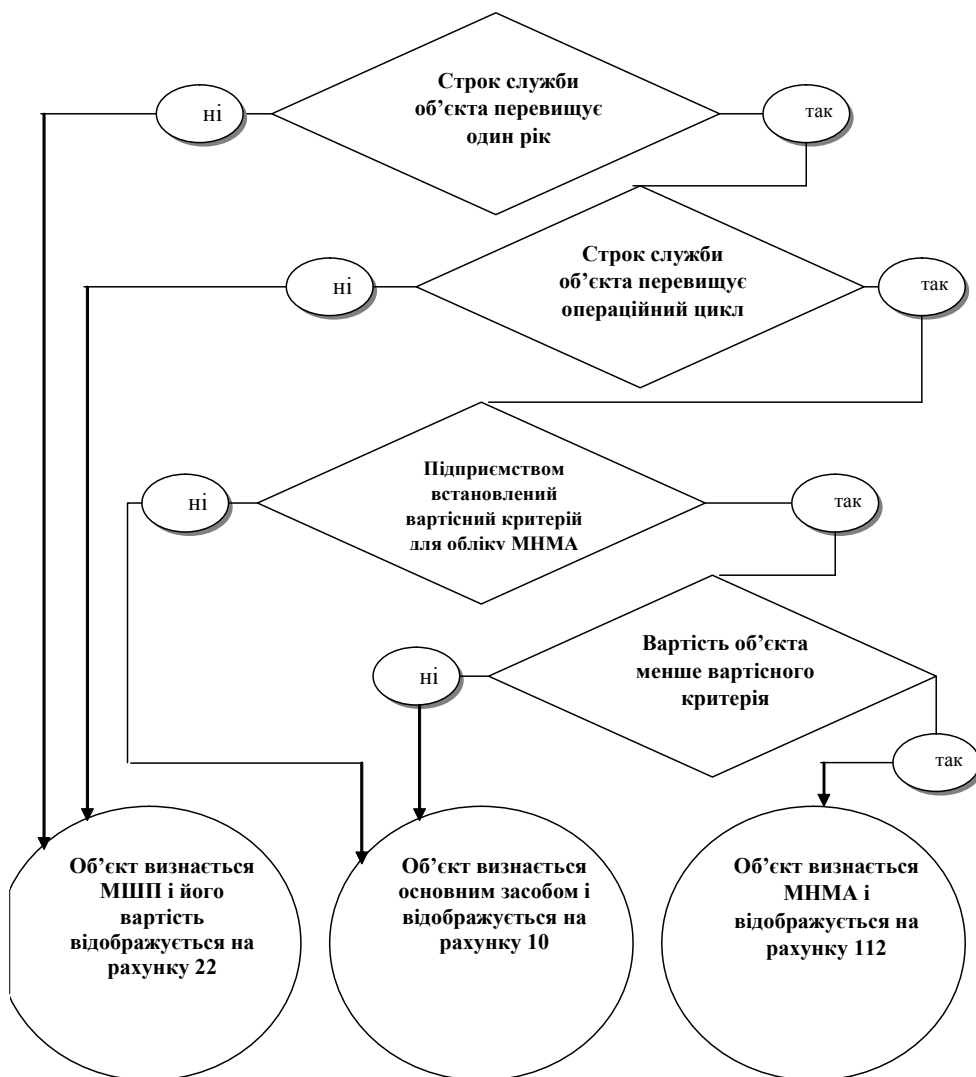 Строк служби
об’єкта перевищує
один рік
ні
так
Строк служби
об’єкта перевищує
операційний цикл
ні
так
Підприємством
встановлений
вартісний критерій
для обліку МНМА
ні
так
Вартість об’єкта
менше вартісного
критерія
ні
так
Об’єкт визнається
МШП і його
вартість
відображується на
рахунку 22
Об’єкт визнається
основним засобом і
відображується на
рахунку 10
Об’єкт визнається
МНМА і
відображується на
рахунку 112